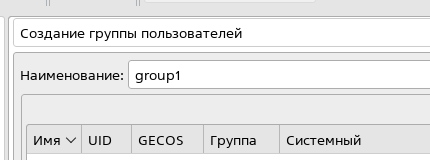 Создание группы пользователей
Наименование: group1
Имя UID GECOS Группа Системный